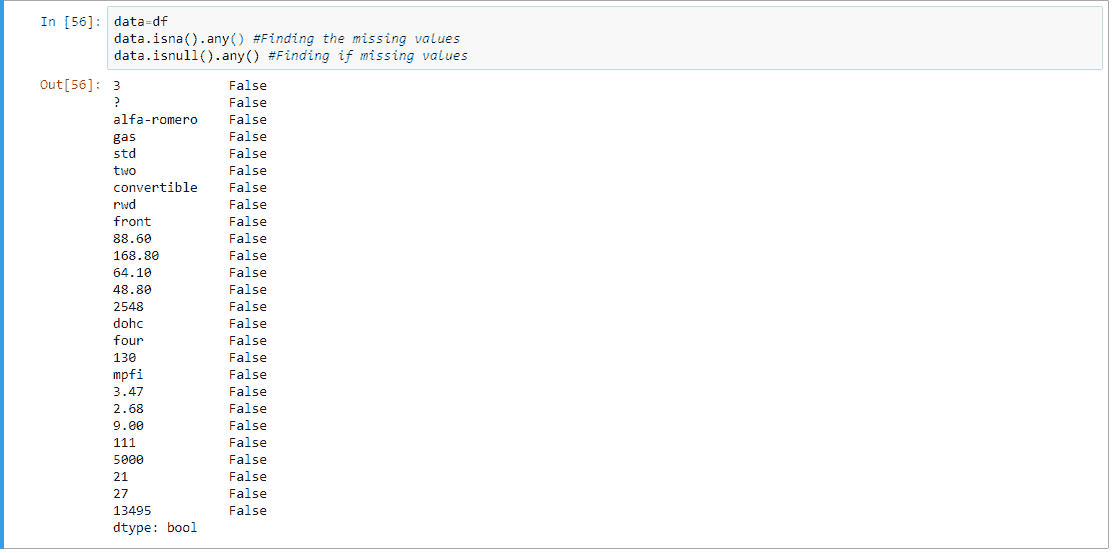 In [56]: data=df
data.isna().any() #Finding the missing values
data.isnull().any() #Finding if missing values
Out[56]: 3 False
? False
alfa-romero False
gas False
std False
two False
convertible False
rwd False
front False
88.60 False
168.80 False
64.10 False
48.80 False
2548 False
dohc False
four False
130 False
mpfi False
3.47 False
2.68 False
9.00 False
111 False
5000 False
21 False
27 False
13495 False
dtype: bool